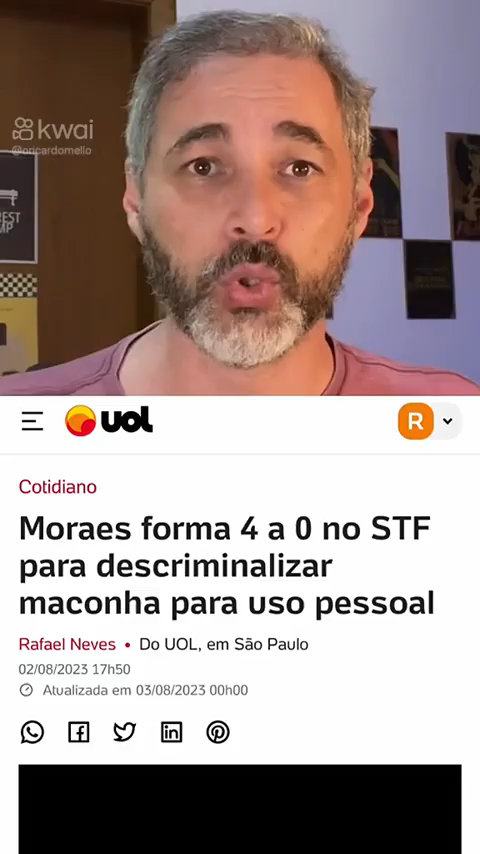 kwai
@oricardomello
uol
R
Cotidiano
Moraes forma 4 a 0 no STF
para descriminalizar
maconha para uso pessoal
Rafael Neves • Do UOL, em São Paulo
02/08/2023 17h50
Atualizada em 03/08/2023 00h00